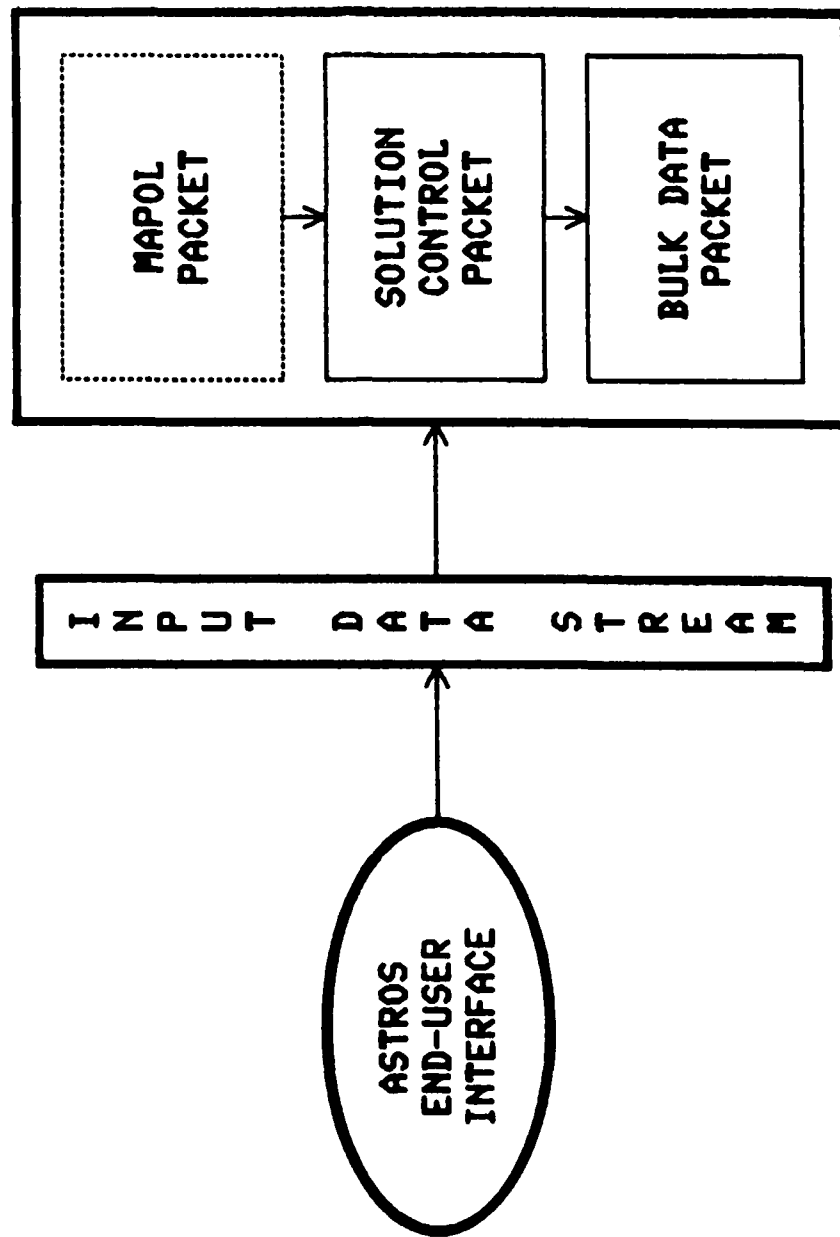 ASTROS
END-USER
INTERFACE
INPUT DATA STREAM
MAPOL
PACKET
SOLUTION
CONTROL
PACKET
BULK DATA
PACKET